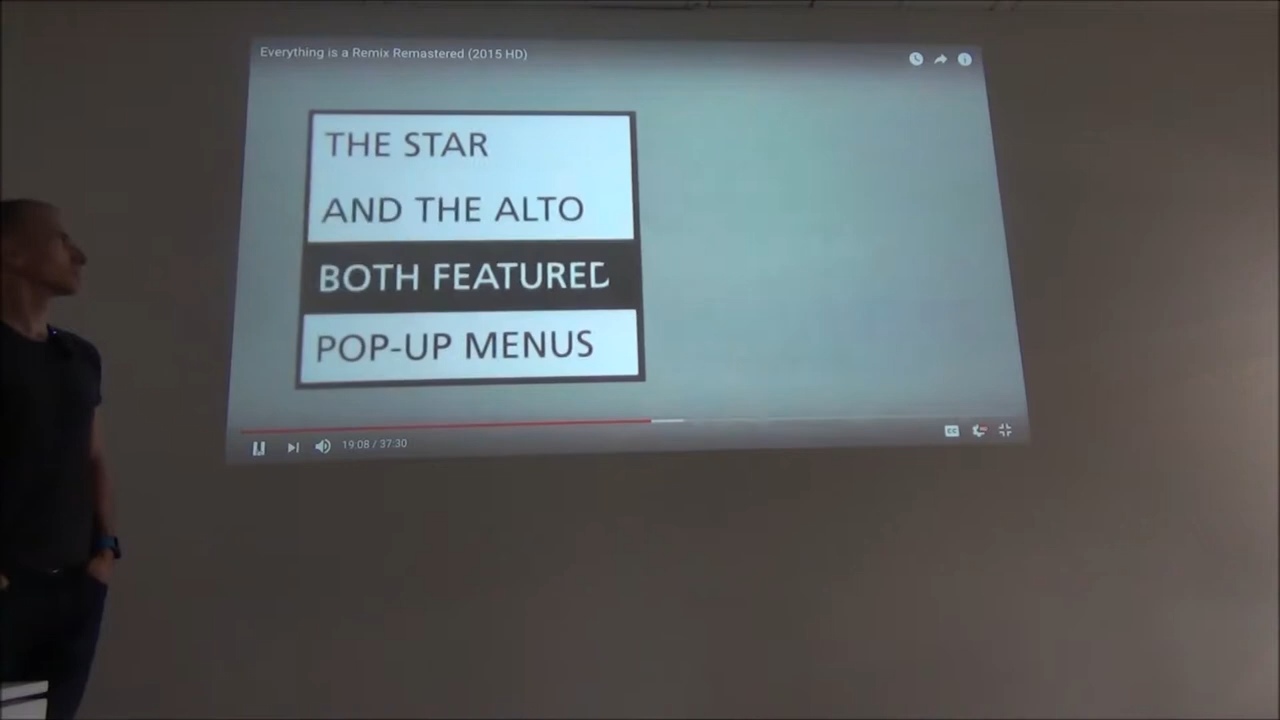 Everything is a Remix Remastered (2015 HD)
THE STAR
AND THE ALTO
BOTH FEATURED
POP-UP MENUS
19:08 / 37:30
CC